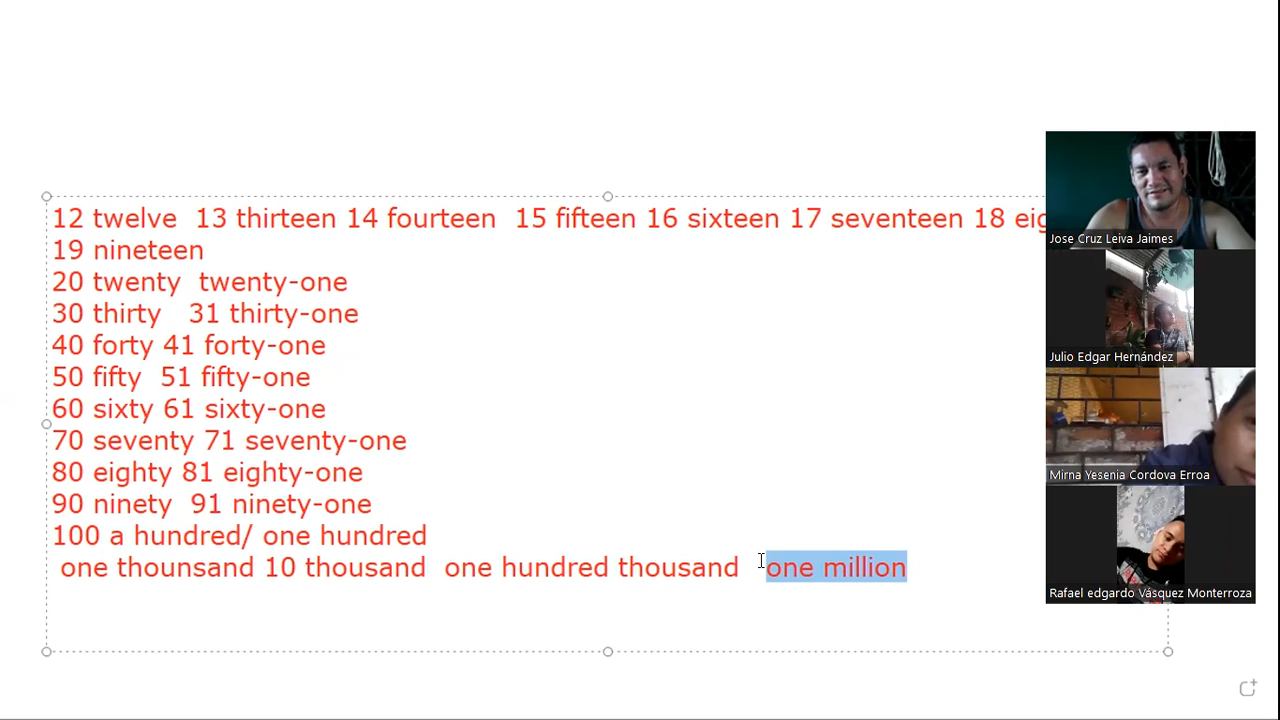 12 twelve  13 thirteen 14 fourteen  15 fifteen 16 sixteen 17 seventeen 18
19 nineteen
20 twenty  twenty-one
30 thirty   31 thirty-one
40 forty 41 forty-one
50 fifty  51 fifty-one
60 sixty 61 sixty-one
70 seventy 71 seventy-one
80 eighty 81 eighty-one
90 ninety  91 ninety-one
100 a hundred/ one hundred
one thounsand 10 thousand  one hundred thousand   one million
Jose Cruz Leiva Jaimes
Julio Edgar Hernández
Mirna Yesenia Cordova Erroa
Rafael edgardo Vásquez Monterroza